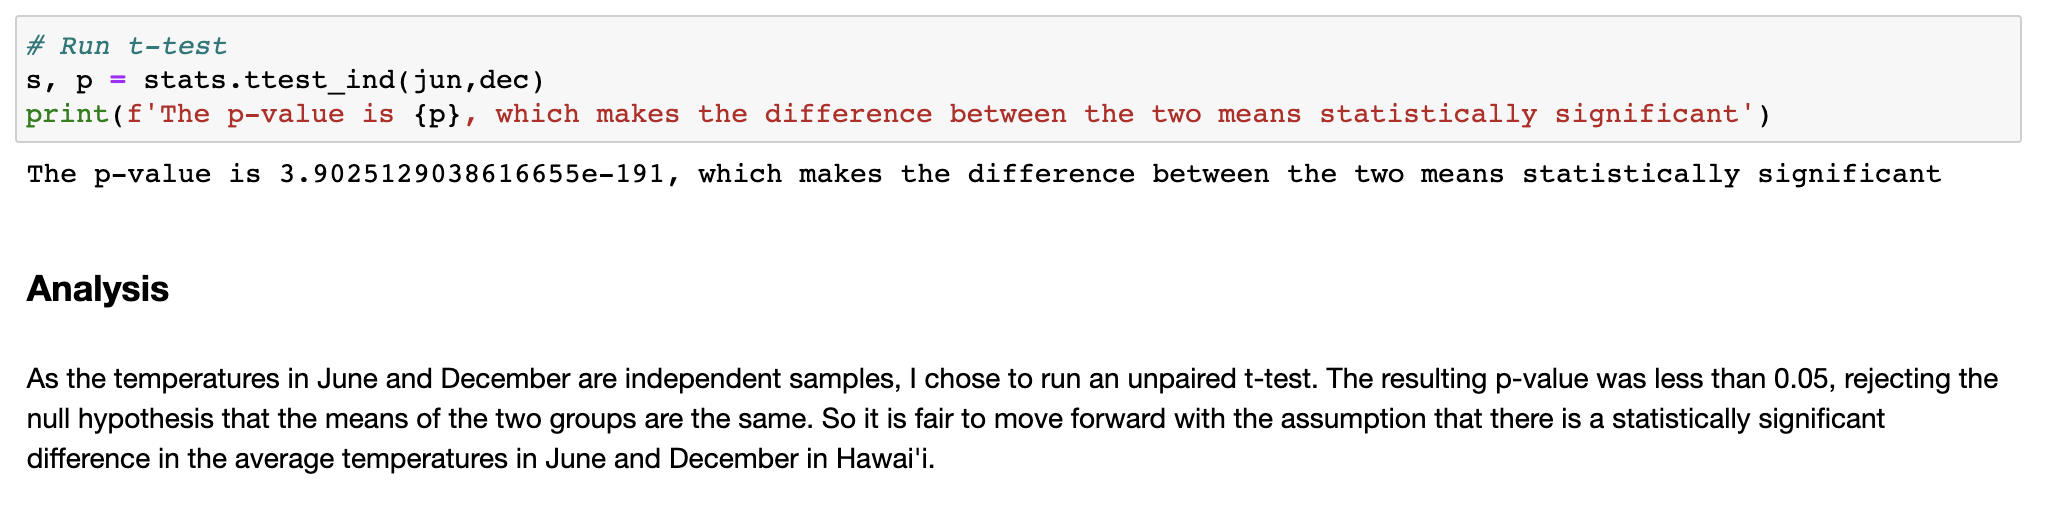 # Run t-test
s, p = stats.ttest_ind(jun,dec)
print(f'The p-value is {p}, which makes the difference between the two means statistically significant')
The p-value is 3.9025129038616655e-191, which makes the difference between the two means statistically significant
Analysis
As the temperatures in June and December are independent samples, I chose to run an unpaired t-test. The resulting p-value was less than 0.05, rejecting the
null hypothesis that the means of the two groups are the same. So it is fair to move forward with the assumption that there is a statistically significant
difference in the average temperatures in June and December in Hawai'i.